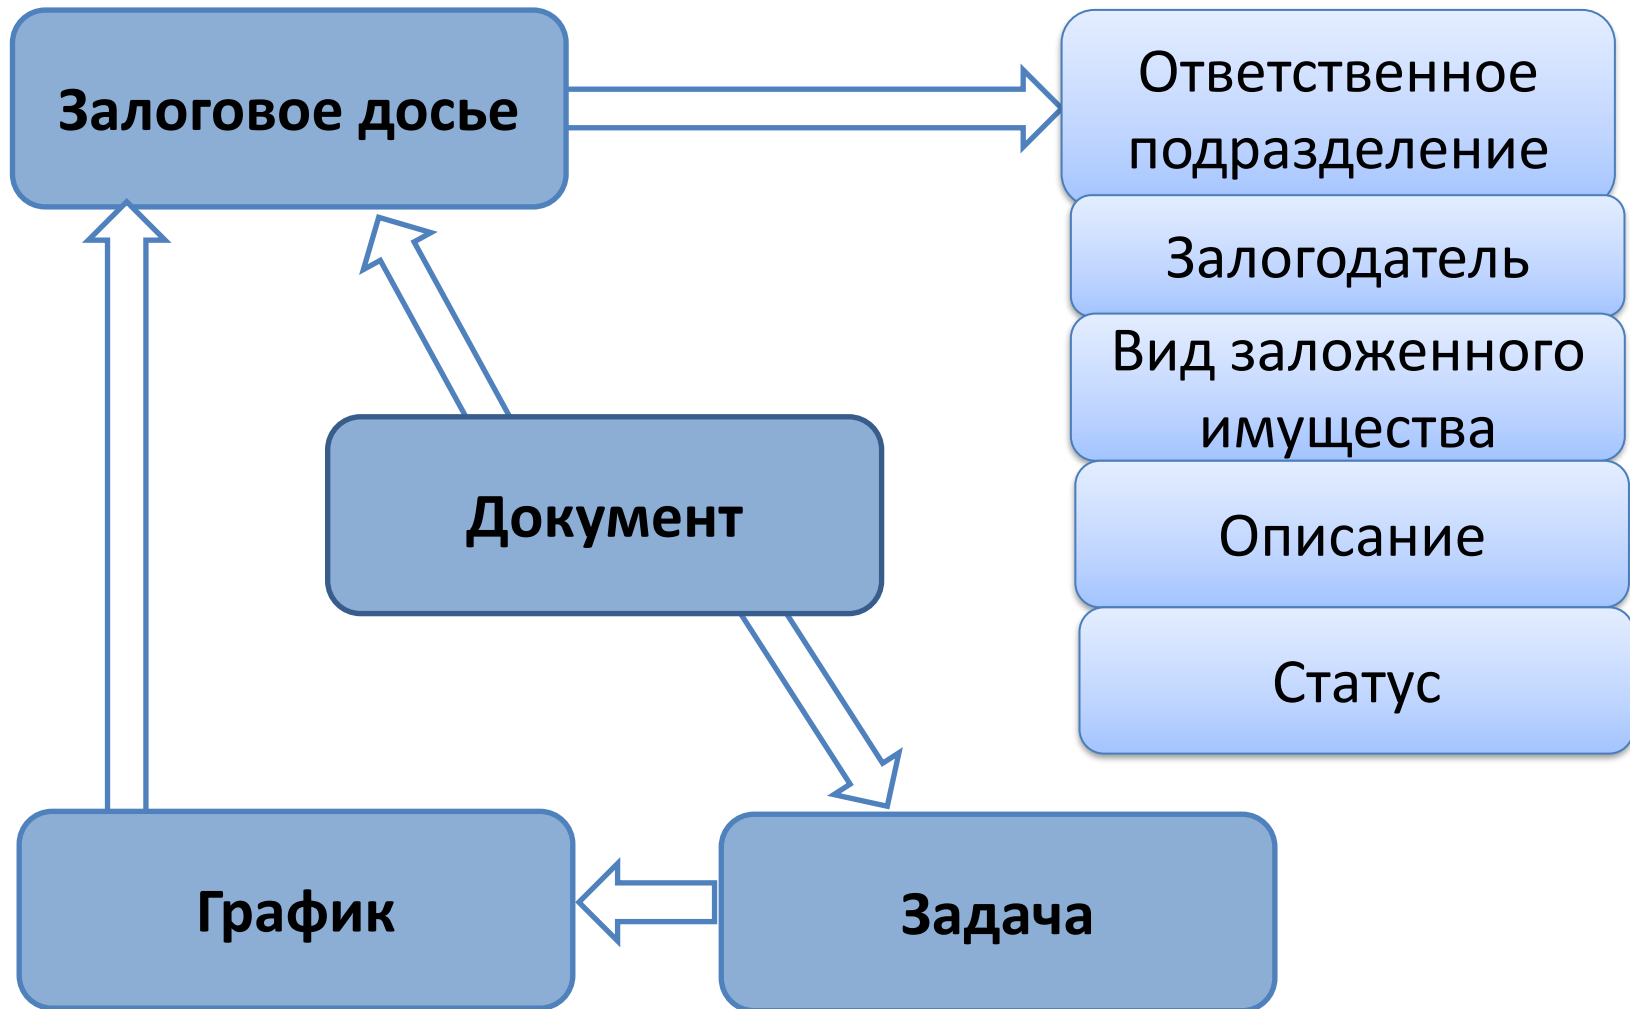 Залоговое досье
Ответственное
подразделение
Залогодатель
Вид заложенного
имущества
Документ
Описание
Статус
График
Задача